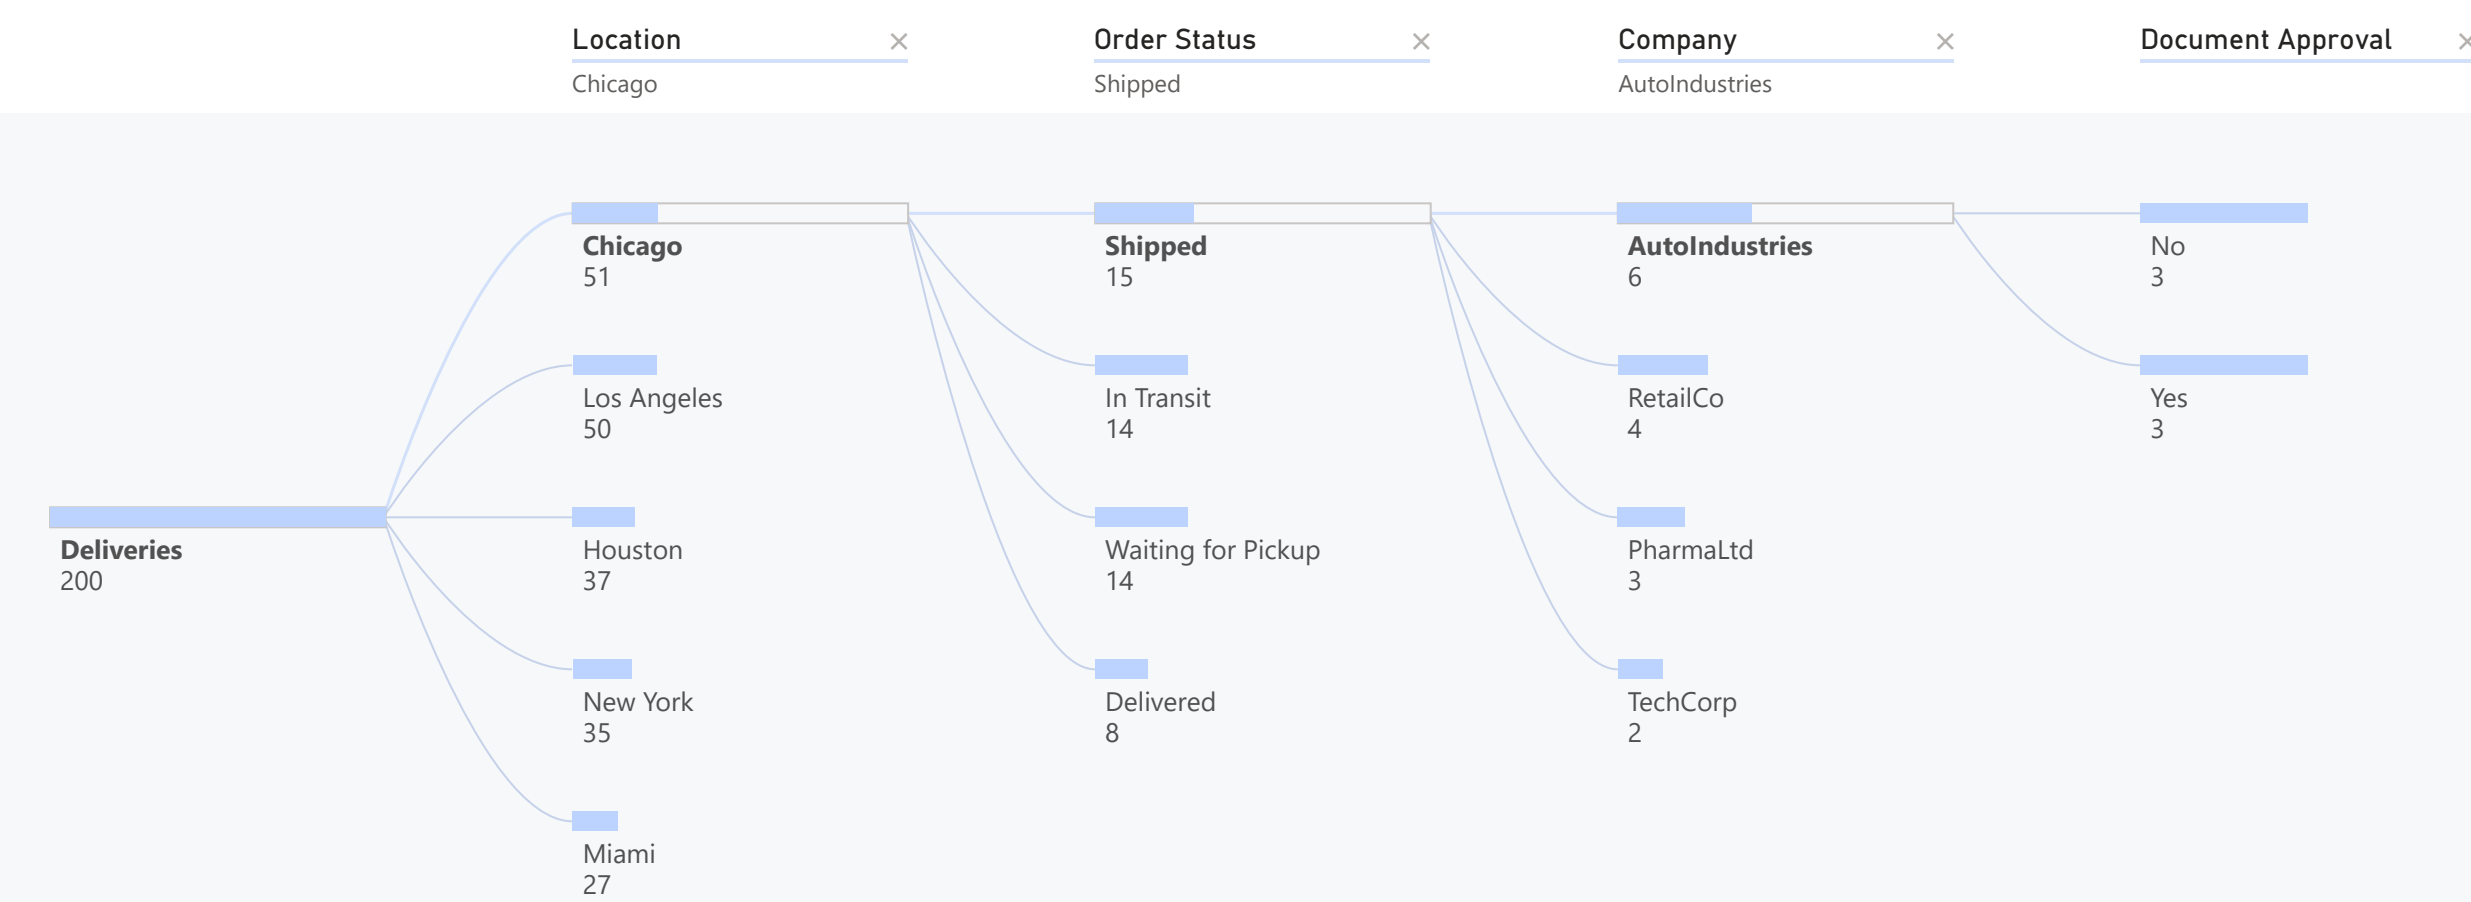 Location
Order Status
Company
Document Approval
Chicago
Shipped
AutoIndustries
Chicago
51
Shipped
15
AutoIndustries
6
No
3
Los Angeles
50
In Transit
14
RetailCo
4
Yes
3
Deliveries
200
Houston
37
Waiting for Pickup
14
PharmaLtd
3
New York
35
Delivered
8
TechCorp
2
Miami
27